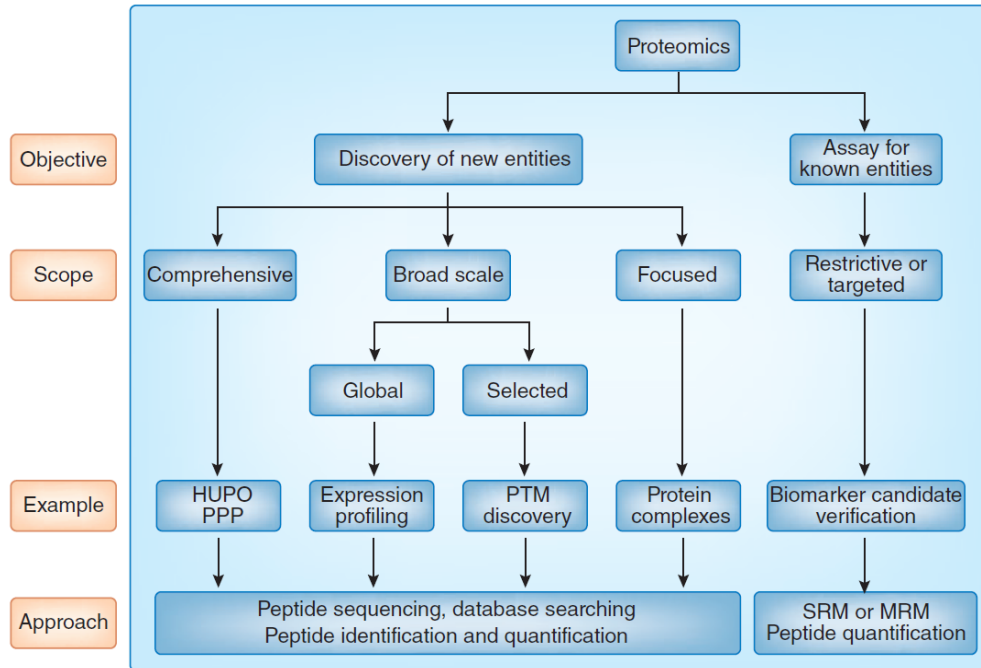 Proteomics
Objective
Discovery of new entities
Assay for
known entities
Scope
Comprehensive
Broad scale
Focused
Restrictive or
targeted
Global
Selected
Example
HUPO
PPP
Expression
profiling
PTM
discovery
Protein
complexes
Biomarker candidate
verification
Approach
Peptide sequencing, database searching
Peptide identification and quantification
SRM or MRM
Peptide quantification